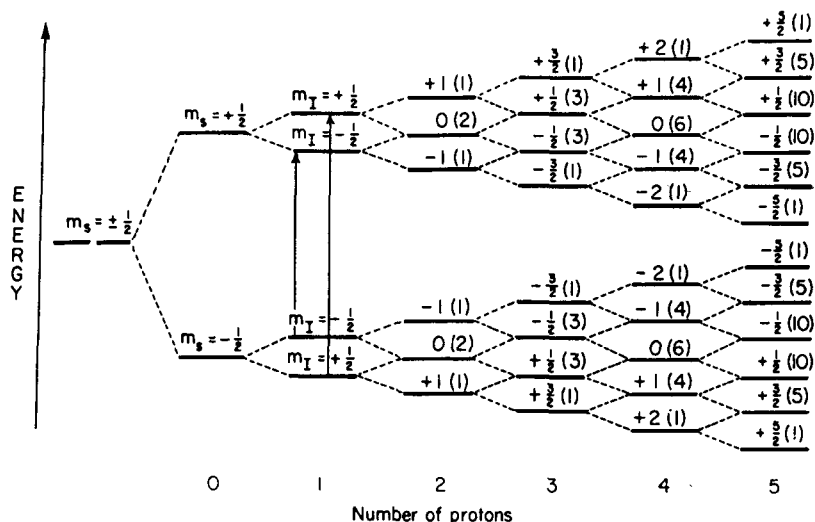 ENERGY
m_s = ± 1/2
m_s = + 1/2
m_s = - 1/2
m_I = + 1/2
m_I = - 1/2
m_I = - 1/2
m_I = + 1/2
+1 (1)
0 (2)
-1 (1)
-1 (1)
0 (2)
+1 (1)
+ 3/2 (1)
+ 1/2 (3)
- 1/2 (3)
- 3/2 (1)
- 3/2 (1)
- 1/2 (3)
+ 1/2 (3)
+ 3/2 (1)
+2 (1)
+1 (4)
0 (6)
-1 (4)
-2 (1)
-2 (1)
-1 (4)
0 (6)
+1 (4)
+2 (1)
+ 5/2 (1)
+ 3/2 (5)
+ 1/2 (10)
- 1/2 (10)
- 3/2 (5)
- 5/2 (1)
- 5/2 (1)
- 3/2 (5)
- 1/2 (10)
+ 1/2 (10)
+ 3/2 (5)
+ 5/2 (1)
0 1 2 3 4 5
Number of protons